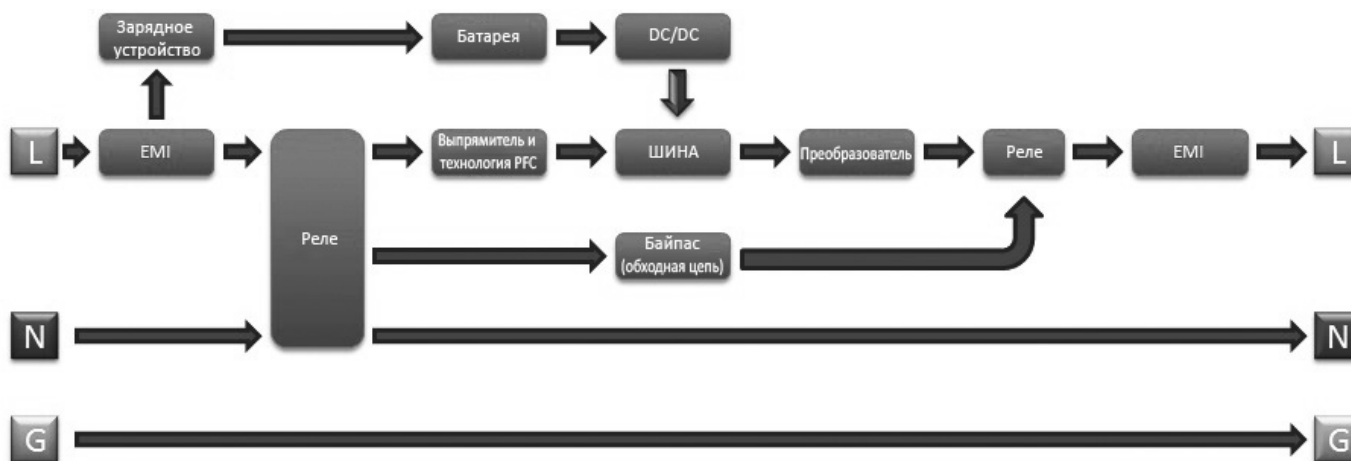 Зарядное
устройство
Батарея
DC/DC
L
EMI
Выпрямитель и
технология PFC
ШИНА
Преобразователь
Реле
EMI
L
Реле
Байпас
(обходная цепь)
N
N
G
G